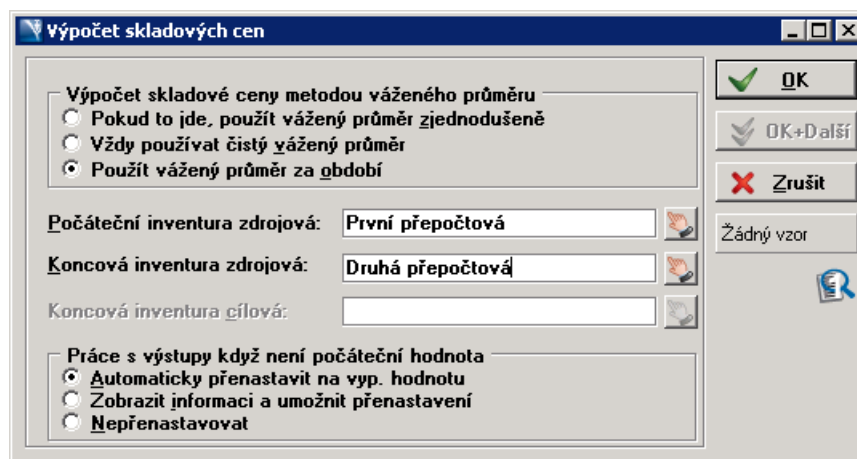 Výpočet skladových cen
Výpočet skladové ceny metodou váženého průměru
Pokud to jde, použít vážený průměr zjednodušeně
Vždy používat čistý vážený průměr
Použít vážený průměr za období
Počáteční inventura zdrojová: První přepočtová
Koncová inventura zdrojová: Druhá přepočtová
Koncová inventura cílová:
Práce s výstupy když není počáteční hodnota
Automaticky přenastavit na vyp. hodnotu
Zobrazit informaci a umožnit přenastavení
Nepřenastavovat
OK
OK+Další
Zrušit
Žádný vzor